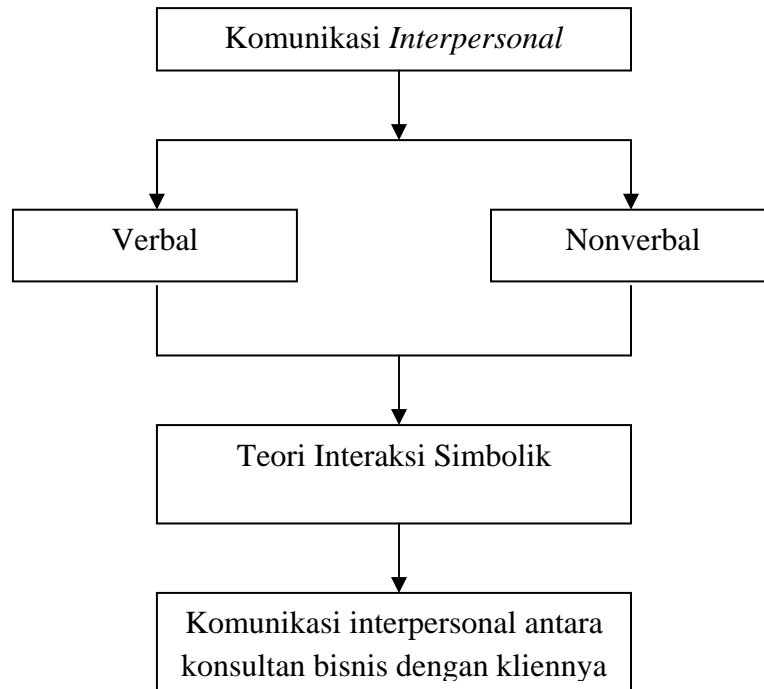 Komunikasi Interpersonal
Verbal
Nonverbal
Teori Interaksi Simbolik
Komunikasi interpersonal antara
konsultan bisnis dengan kliennya